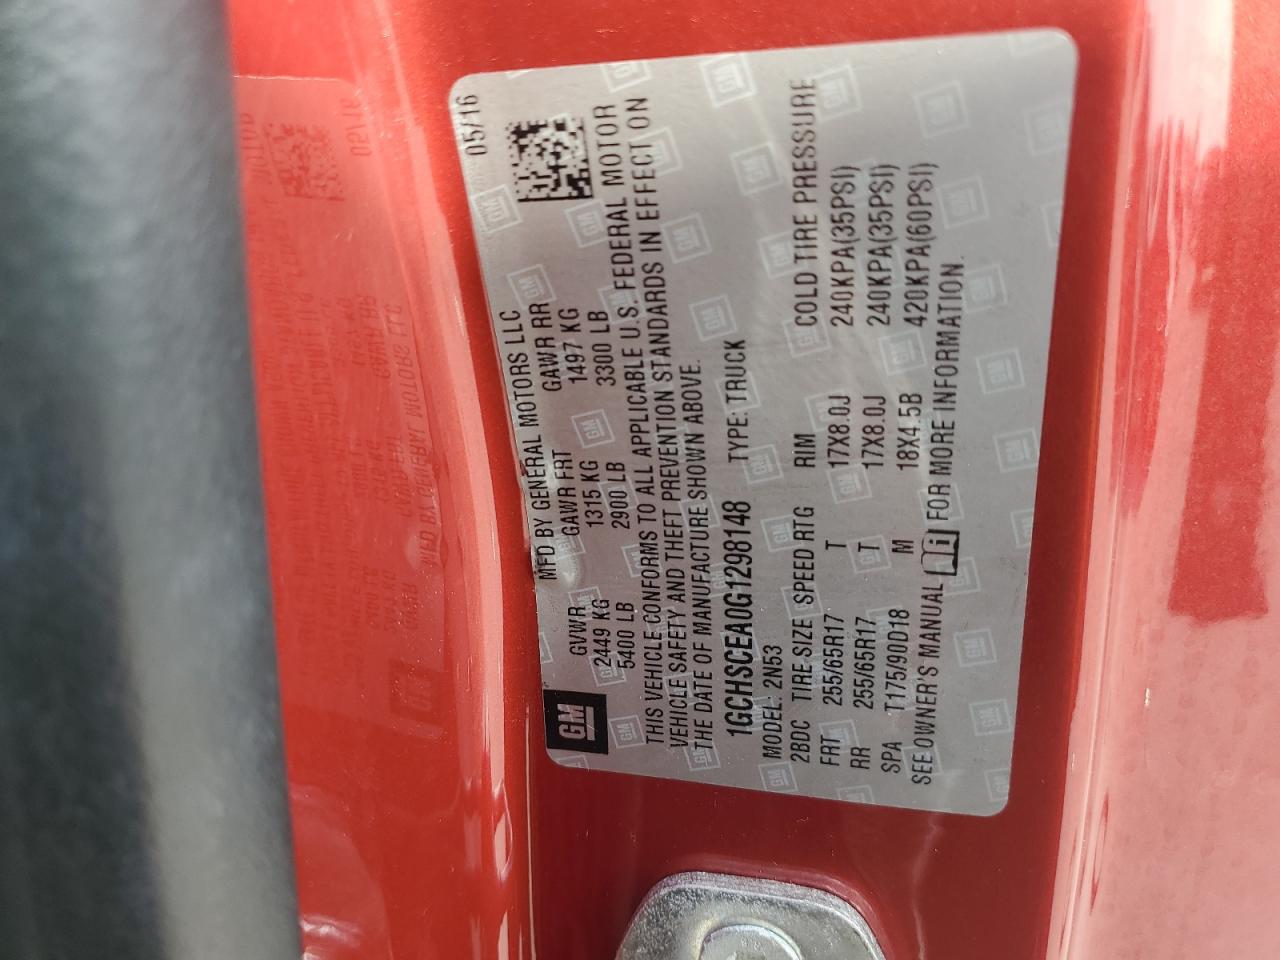 MFD BY GENERAL MOTORS LLC 05/16
GM
GVWR GAWR FRT GAWR RR
2449 KG 1315 KG 1497 KG
5400 LB 2900 LB 3300 LB
THIS VEHICLE CONFORMS TO ALL APPLICABLE U.S. FEDERAL MOTOR
VEHICLE SAFETY AND THEFT PREVENTION STANDARDS IN EFFECT ON
THE DATE OF MANUFACTURE SHOWN ABOVE.
1GCHSCEA0G1298148 TYPE: TRUCK
MODEL: 2N53
2BDC TIRE-SIZE SPEED RTG RIM COLD TIRE PRESSURE
FRT 255/65R17 T 17X8.0J 240KPA(35PSI)
RR 255/65R17 T 17X8.0J 240KPA(35PSI)
SPA T175/90D18 M 18X4.5B 420KPA(60PSI)
SEE OWNER'S MANUAL i FOR MORE INFORMATION.